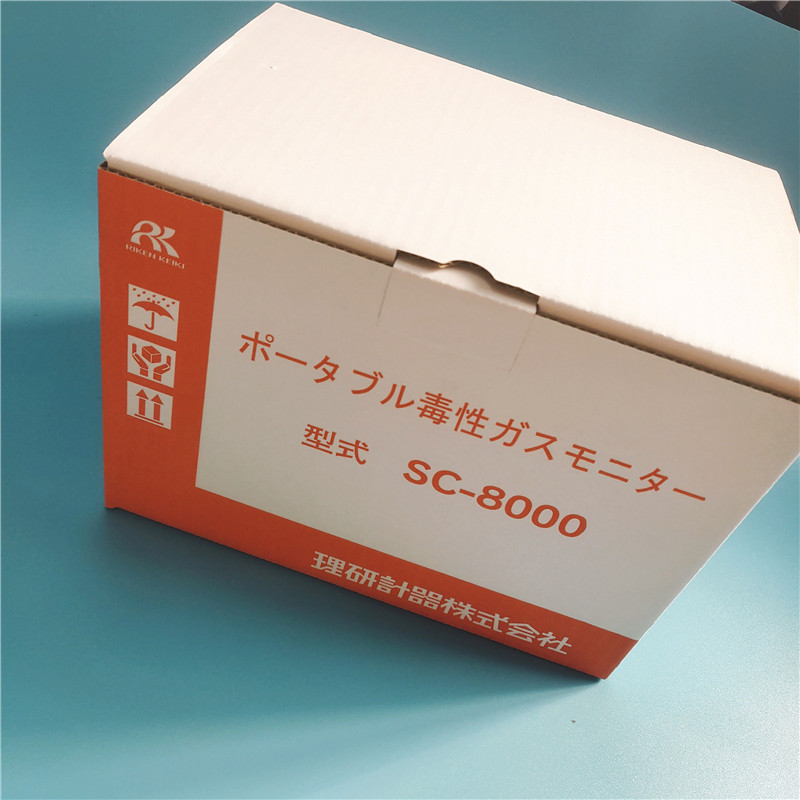 RIKEN KEIKI
ポータブル毒性ガスモニター
型式 SC-8000
理研計器株式会社